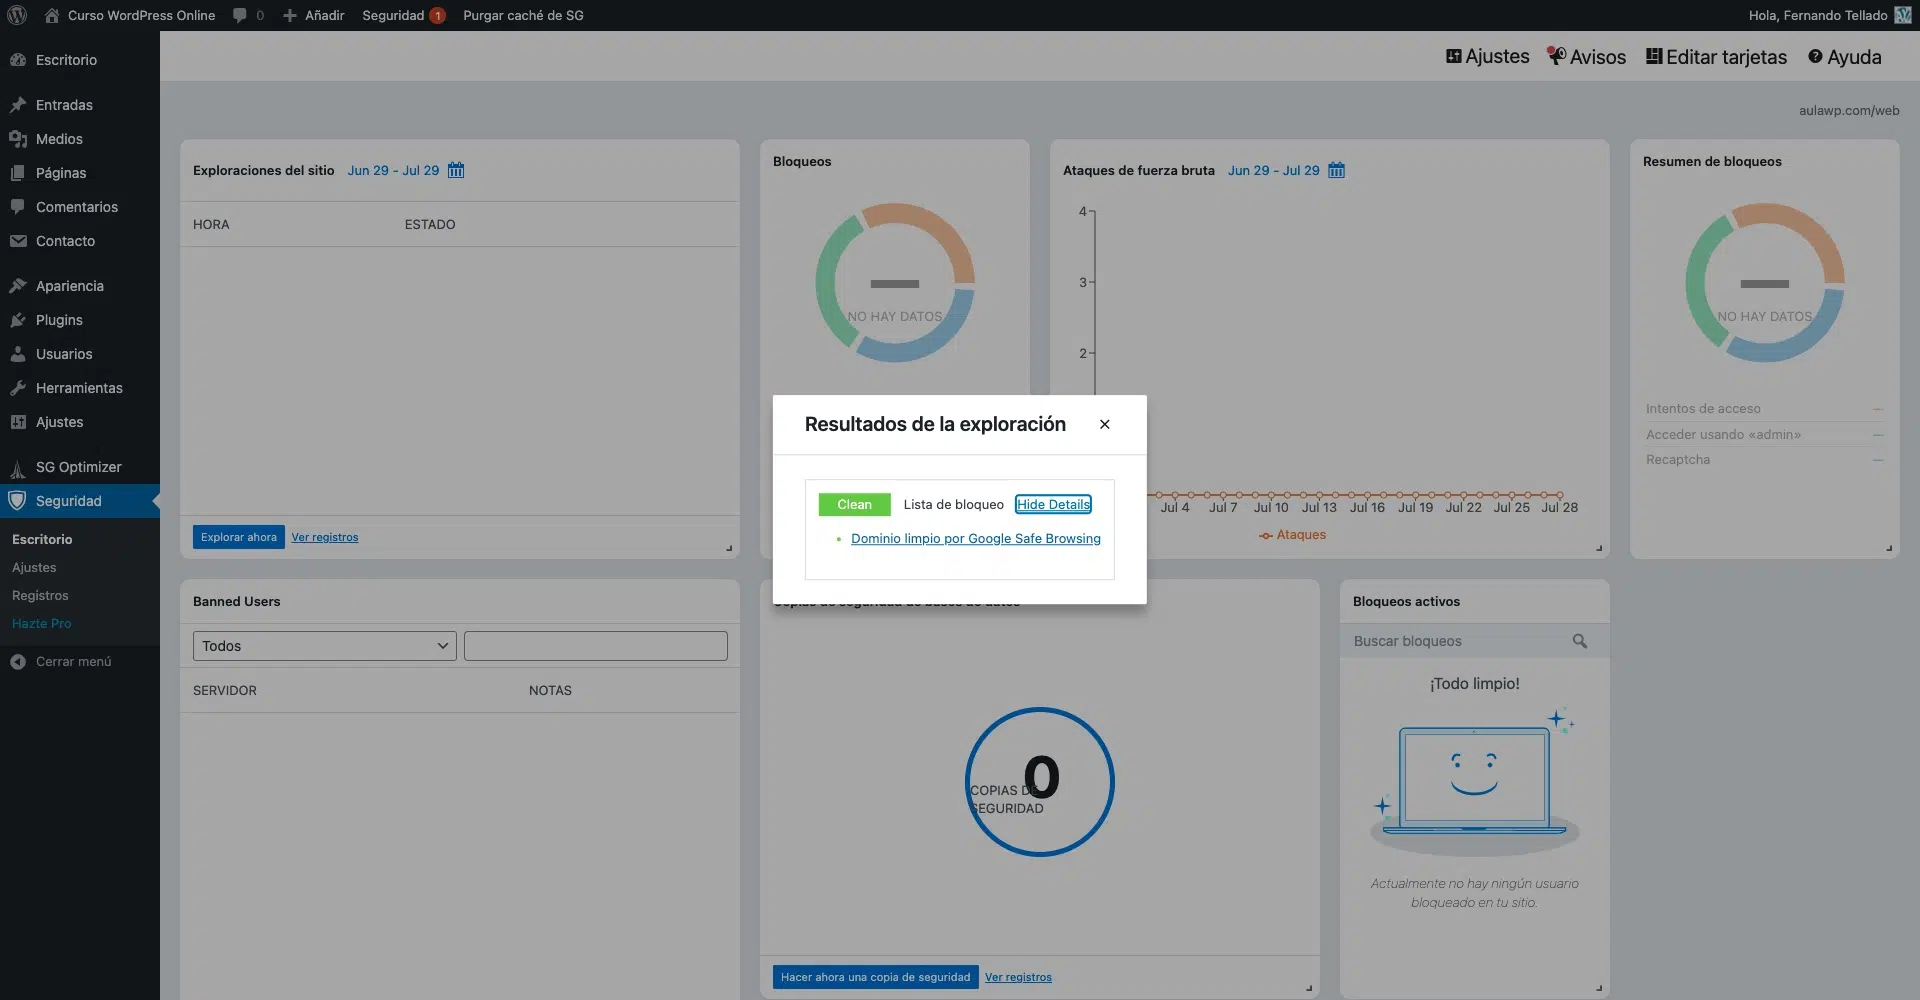 Curso WordPress Online
0
Añadir
Seguridad 1
Purgar caché de SG
Hola, Fernando Tellado
Escritorio
Entradas
Medios
Páginas
Comentarios
Contacto
Apariencia
Plugins
Usuarios
Herramientas
Ajustes
SG Optimizer
Seguridad
Escritorio
Ajustes
Registros
Hazte Pro
Cerrar menú
Ajustes
Avisos
Editar tarjetas
Ayuda
aulawp.com/web
Exploraciones del sitio Jun 29 - Jul 29
HORA ESTADO
Explorar ahora Ver registros
Bloqueos
NO HAY DATOS
Ataques de fuerza bruta Jun 29 - Jul 29
4
3
2
Jul 4 Jul 7 Jul 10 Jul 13 Jul 16 Jul 19 Jul 22 Jul 25 Jul 28
Ataques
Resumen de bloqueos
NO HAY DATOS
Intentos de acceso
Acceder usando «admin»
Recaptcha
Resultados de la exploración ×
Clean Lista de bloqueo Hide Details
Dominio limpio por Google Safe Browsing
Banned Users
Todos
SERVIDOR NOTAS
0
COPIAS DE
SEGURIDAD
Hacer ahora una copia de seguridad Ver registros
Bloqueos activos
Buscar bloqueos
¡Todo limpio!
Actualmente no hay ningún usuario
bloqueado en tu sitio.